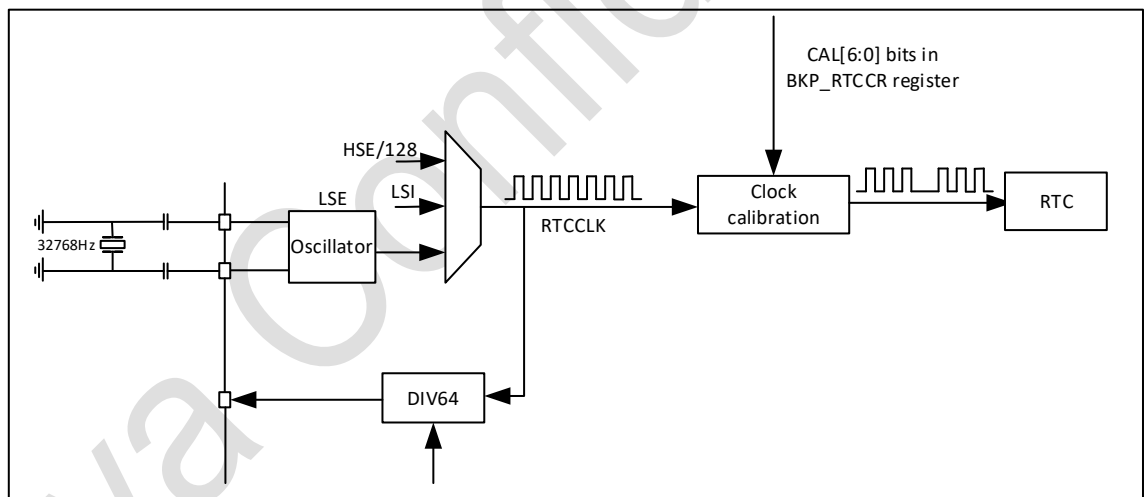 CAL[6:0] bits in
BKP_RTCCR register
HSE/128
LSI
LSE
Oscillator
32768Hz
RTCCLK
Clock
calibration
RTC
DIV64